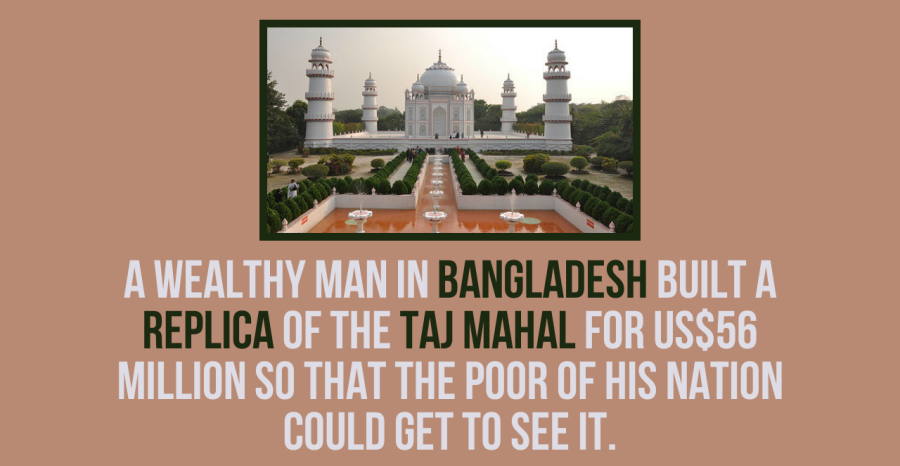 A WEALTHY MAN IN BANGLADESH BUILT A
REPLICA OF THE TAJ MAHAL FOR US$56
MILLION SO THAT THE POOR OF HIS NATION
COULD GET TO SEE IT.